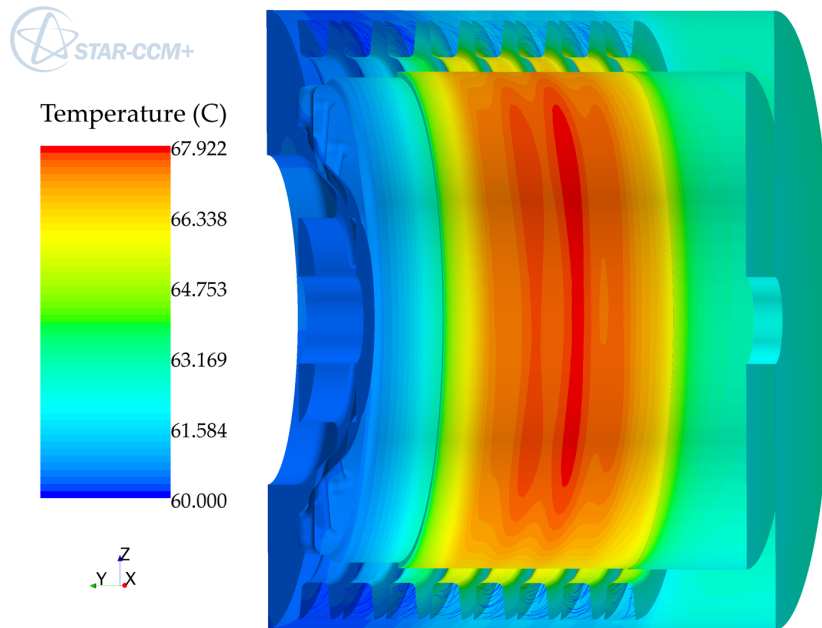 STAR-CCM+
Temperature (C)
67.922
66.338
64.753
63.169
61.584
60.000
Z
Y
X